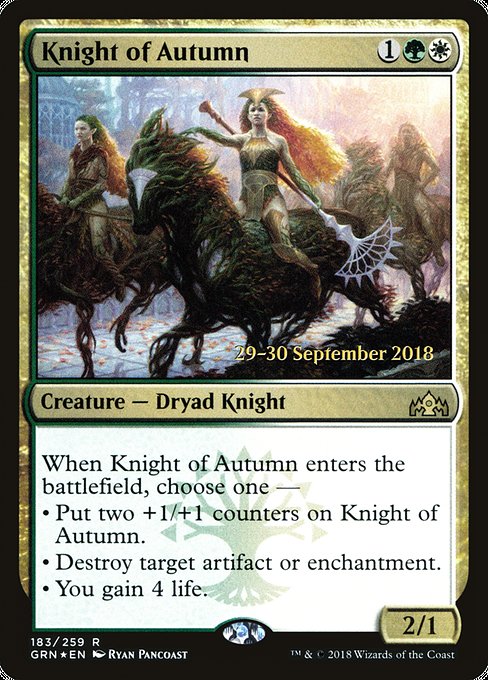 Knight of Autumn 1
29–30 September 2018
Creature — Dryad Knight
When Knight of Autumn enters the
battlefield, choose one —
• Put two +1/+1 counters on Knight of
Autumn.
• Destroy target artifact or enchantment.
• You gain 4 life.
2/1
183/259 R
GRN★EN Ryan Pancoast
™ & © 2018 Wizards of the Coast